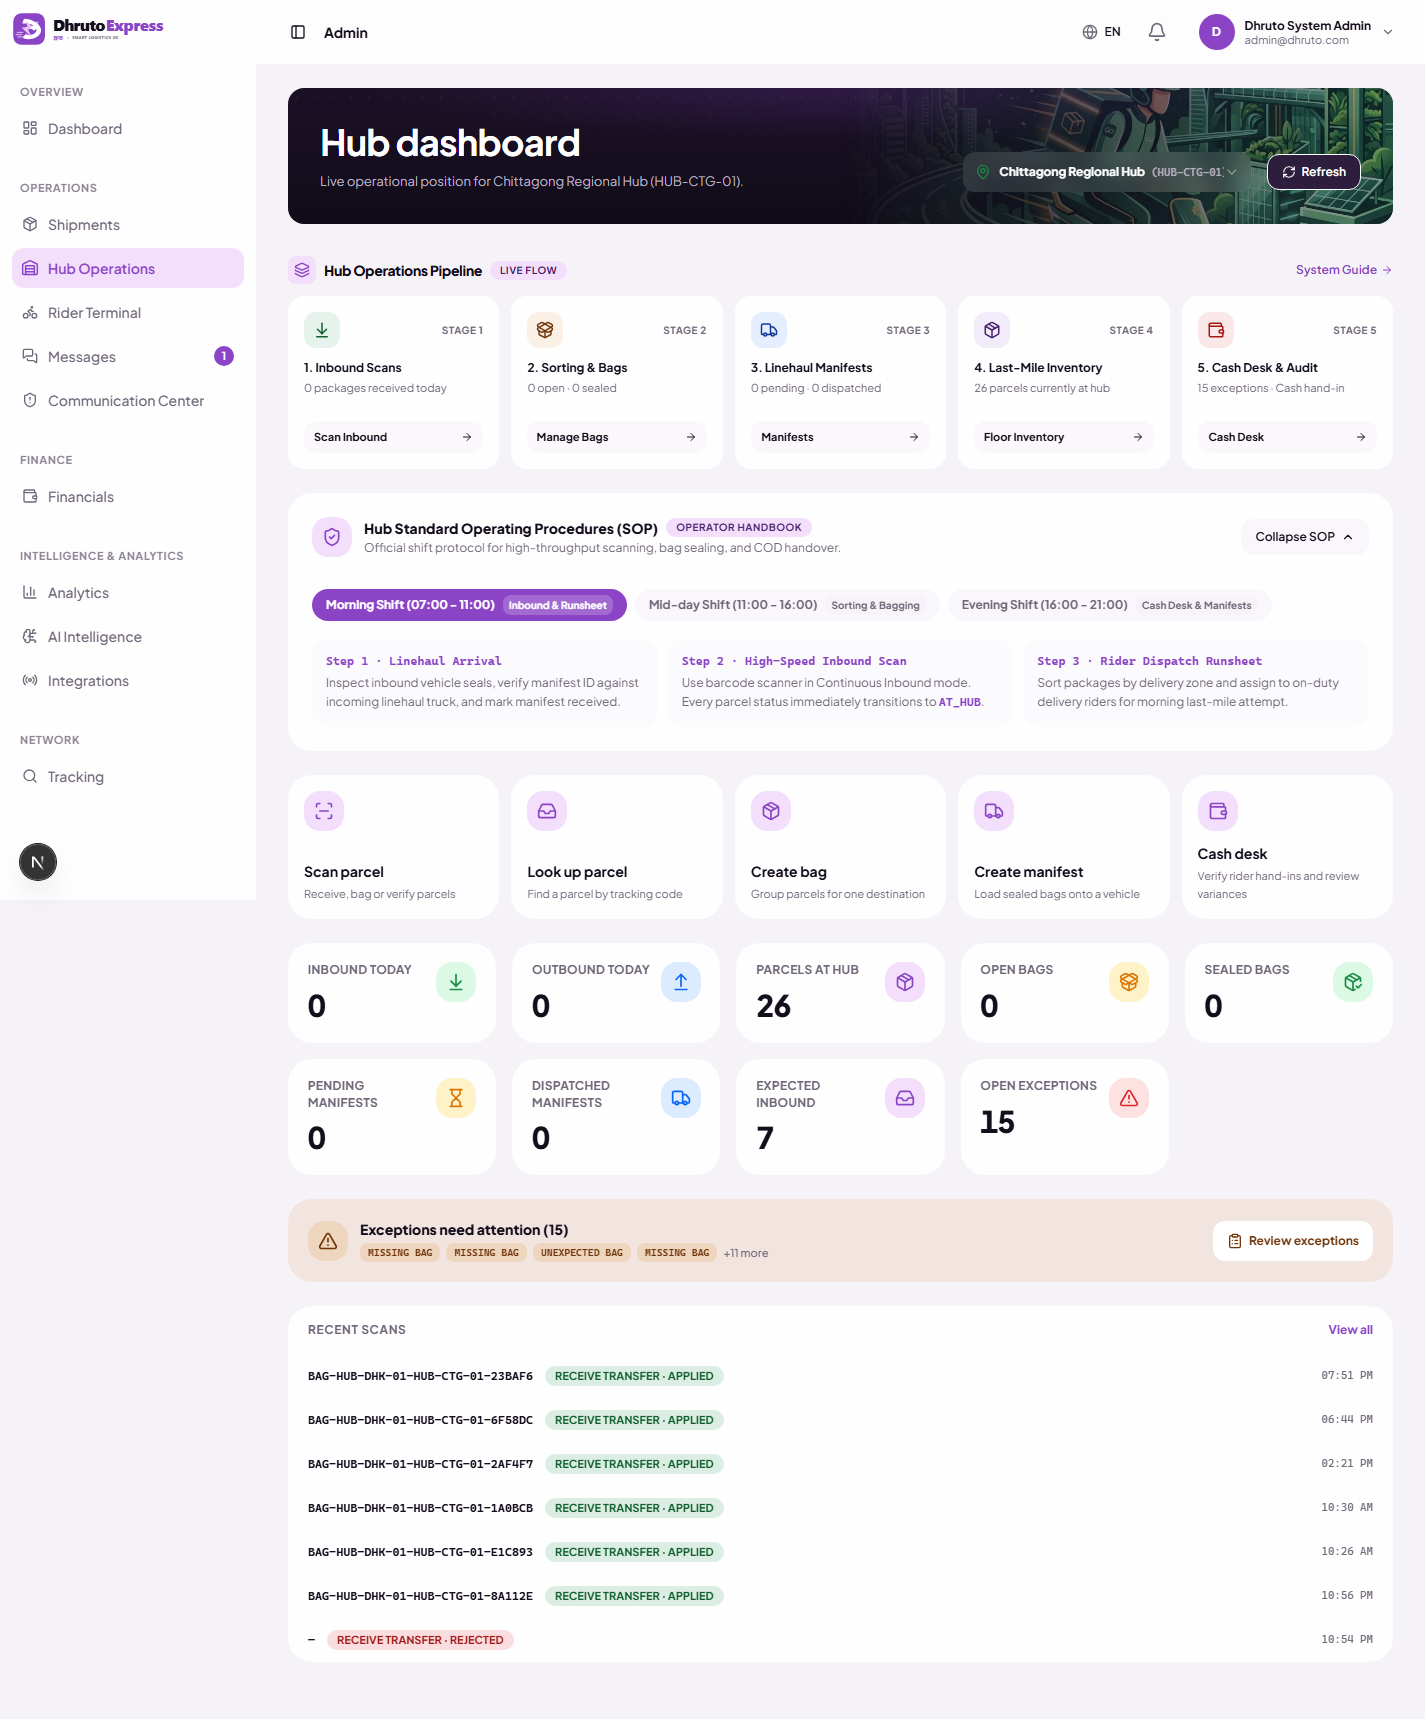 DhrutoExpress
SMART LOGISTICS OS
Admin
EN
D
Dhruto System Admin
admin@dhruto.com
OVERVIEW
Dashboard
OPERATIONS
Shipments
Hub Operations
Rider Terminal
Messages 1
Communication Center
FINANCE
Financials
INTELLIGENCE & ANALYTICS
Analytics
AI Intelligence
Integrations
NETWORK
Tracking
N
Hub dashboard
Live operational position for Chittagong Regional Hub (HUB-CTG-01).
GO
Chittagong Regional Hub (HUB-CTG-01)
Refresh
Hub Operations Pipeline LIVE FLOW
System Guide →
STAGE 1
1. Inbound Scans
0 packages received today
Scan Inbound →
STAGE 2
2. Sorting & Bags
0 open · 0 sealed
Manage Bags →
STAGE 3
3. Linehaul Manifests
0 pending · 0 dispatched
Manifests →
STAGE 4
4. Last-Mile Inventory
26 parcels currently at hub
Floor Inventory →
STAGE 5
5. Cash Desk & Audit
15 exceptions · Cash hand-in
Cash Desk →
Hub Standard Operating Procedures (SOP) OPERATOR HANDBOOK
Official shift protocol for high-throughput scanning, bag sealing, and COD handover.
Collapse SOP
Morning Shift (07:00 - 11:00) Inbound & Runsheet
Mid-day Shift (11:00 - 16:00) Sorting & Bagging
Evening Shift (16:00 - 21:00) Cash Desk & Manifests
Step 1 · Linehaul Arrival
Inspect inbound vehicle seals, verify manifest ID against
incoming linehaul truck, and mark manifest received.
Step 2 · High-Speed Inbound Scan
Use barcode scanner in Continuous Inbound mode.
Every parcel status immediately transitions to AT_HUB.
Step 3 · Rider Dispatch Runsheet
Sort packages by delivery zone and assign to on-duty
delivery riders for morning last-mile attempt.
Scan parcel
Receive, bag or verify parcels
Look up parcel
Find a parcel by tracking code
Create bag
Group parcels for one destination
Create manifest
Load sealed bags onto a vehicle
Cash desk
Verify rider hand-ins and review
variances
INBOUND TODAY
0
OUTBOUND TODAY
0
PARCELS AT HUB
26
OPEN BAGS
0
SEALED BAGS
0
PENDING
MANIFESTS
0
DISPATCHED
MANIFESTS
0
EXPECTED
INBOUND
7
OPEN EXCEPTIONS
15
Exceptions need attention (15)
MISSING BAG MISSING BAG UNEXPECTED BAG MISSING BAG +11 more
Review exceptions
RECENT SCANS
View all
BAG-HUB-DHK-01-HUB-CTG-01-23BAF6 RECEIVE TRANSFER · APPLIED 07:51 PM
BAG-HUB-DHK-01-HUB-CTG-01-6F58DC RECEIVE TRANSFER · APPLIED 06:44 PM
BAG-HUB-DHK-01-HUB-CTG-01-2AF4F7 RECEIVE TRANSFER · APPLIED 02:21 PM
BAG-HUB-DHK-01-HUB-CTG-01-1A0BCB RECEIVE TRANSFER · APPLIED 10:30 AM
BAG-HUB-DHK-01-HUB-CTG-01-E1C893 RECEIVE TRANSFER · APPLIED 10:26 AM
BAG-HUB-DHK-01-HUB-CTG-01-8A112E RECEIVE TRANSFER · APPLIED 10:56 PM
— RECEIVE TRANSFER · REJECTED 10:54 PM